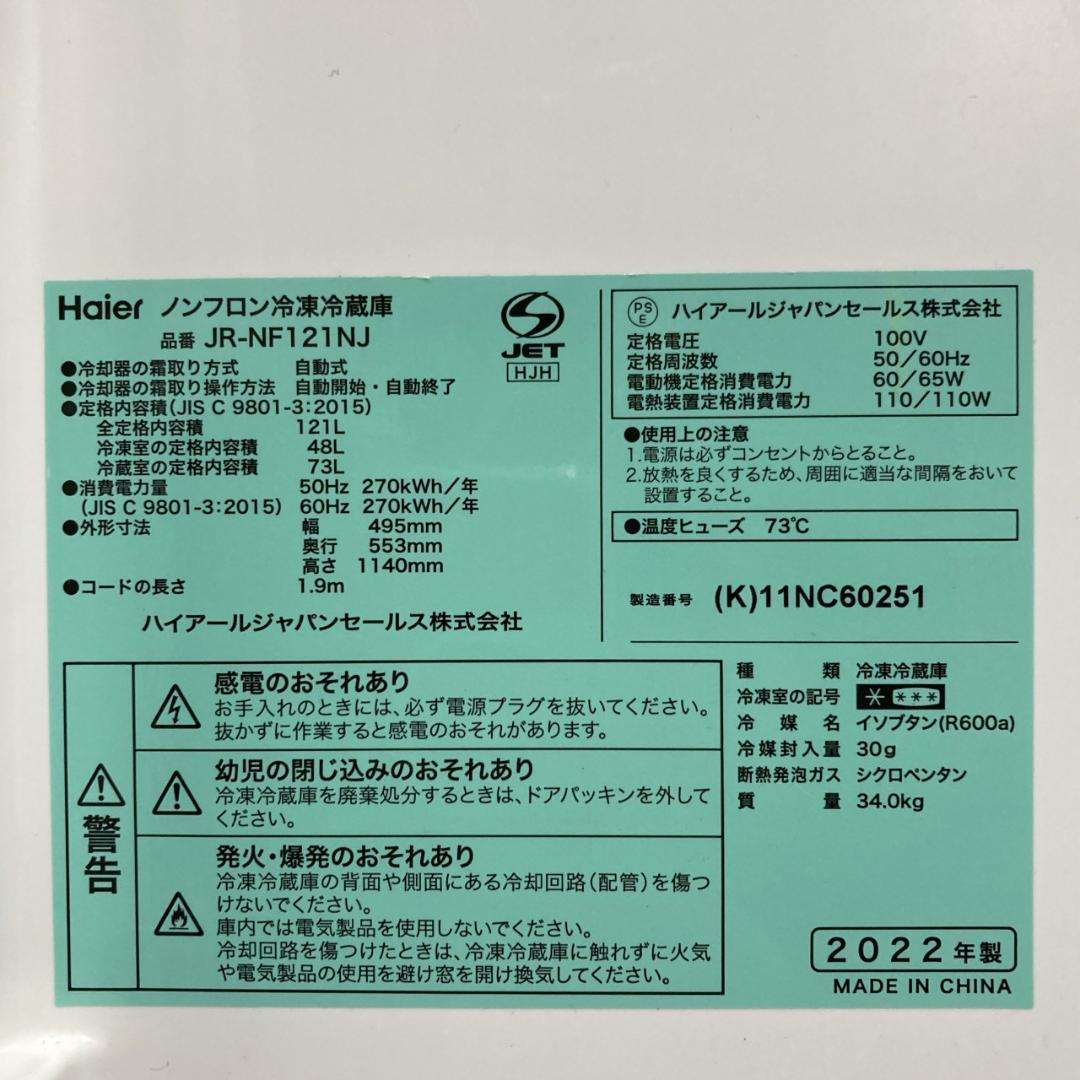 Haier ノンフロン冷凍冷蔵庫
品番 JR-NF121NJ
●冷却器の霜取り方式 自動式
●冷却器の霜取り操作方法 自動開始・自動終了
●定格内容積(JIS C 9801-3:2015)
全定格内容積 121L
冷凍室の定格内容積 48L
冷蔵室の定格内容積 73L
●消費電力量 50Hz 270kWh/年
(JIS C 9801-3:2015) 60Hz 270kWh/年
●外形寸法 幅 495mm
奥行 553mm
高さ 1140mm
●コードの長さ 1.9m
ハイアールジャパンセールス株式会社
JET
HJH
PSE ハイアールジャパンセールス株式会社
定格電圧 100V
定格周波数 50/60Hz
電動機定格消費電力 60/65W
電熱装置定格消費電力 110/110W
●使用上の注意
1.電源は必ずコンセントからとること。
2.放熱を良くするため、周囲に適当な間隔をおいて
設置すること。
●温度ヒューズ 73℃
製造番号 (K)11NC60251
警告
感電のおそれあり
お手入れのときには、必ず電源プラグを抜いてください。
抜かずに作業すると感電のおそれがあります。
幼児の閉じ込みのおそれあり
冷凍冷蔵庫を廃棄処分するときは、ドアパッキンを外して
ください。
発火・爆発のおそれあり
冷凍冷蔵庫の背面や側面にある冷却回路(配管)を傷つ
けないでください。
庫内では電気製品を使用しないでください。
冷却回路を傷つけたときは、冷凍冷蔵庫に触れずに火気
や電気製品の使用を避け窓を開け換気してください。
種類 冷凍冷蔵庫
冷凍室の記号 * ***
冷媒名 イソブタン(R600a)
冷媒封入量 30g
断熱発泡ガス シクロペンタン
質量 34.0kg
2022年製
MADE IN CHINA